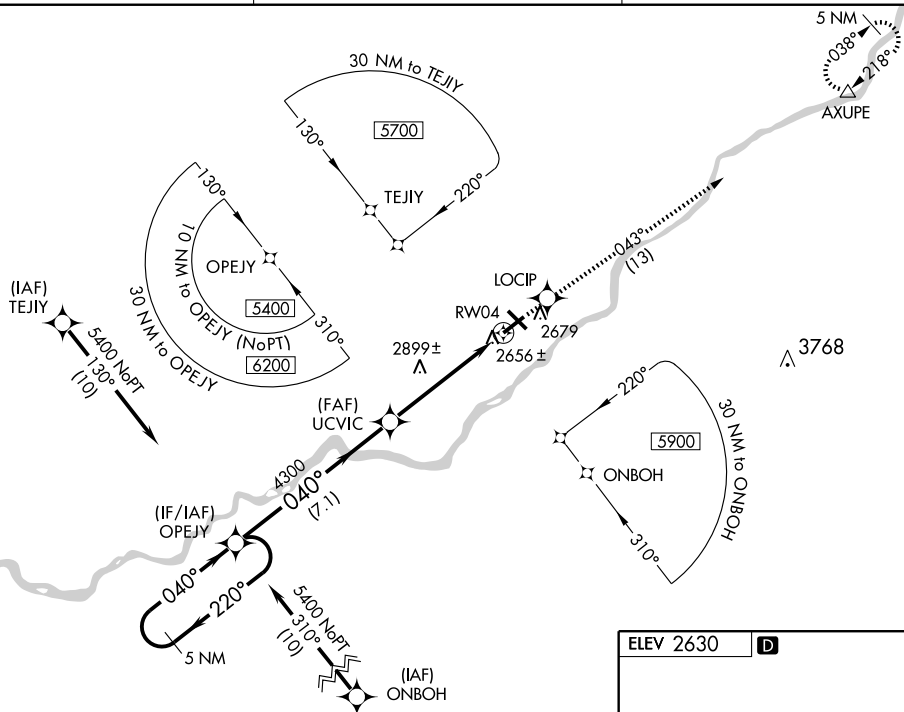 5 NM
038°
218°
AXUPE
30 NM to TEJIY
5700
130°
220°
TEJIY
130°
10 NM to OPEJY (NoPT)
30 NM to OPEJY
OPEJY
5400
6200
310°
043°
(13)
LOCIP
RW04
2679
2656 ±
2899 ±
3768
(IAF)
TEJIY
5400 NoPT
130°
(10)
(FAF)
UCVIC
220°
30 NM to ONBOH
5900
ONBOH
310°
4300
040°
(7.1)
(IF/IAF)
OPEJY
040°
220°
5 NM
5400 NoPT
310°
(10)
(IAF)
ONBOH
ELEV 2630 D